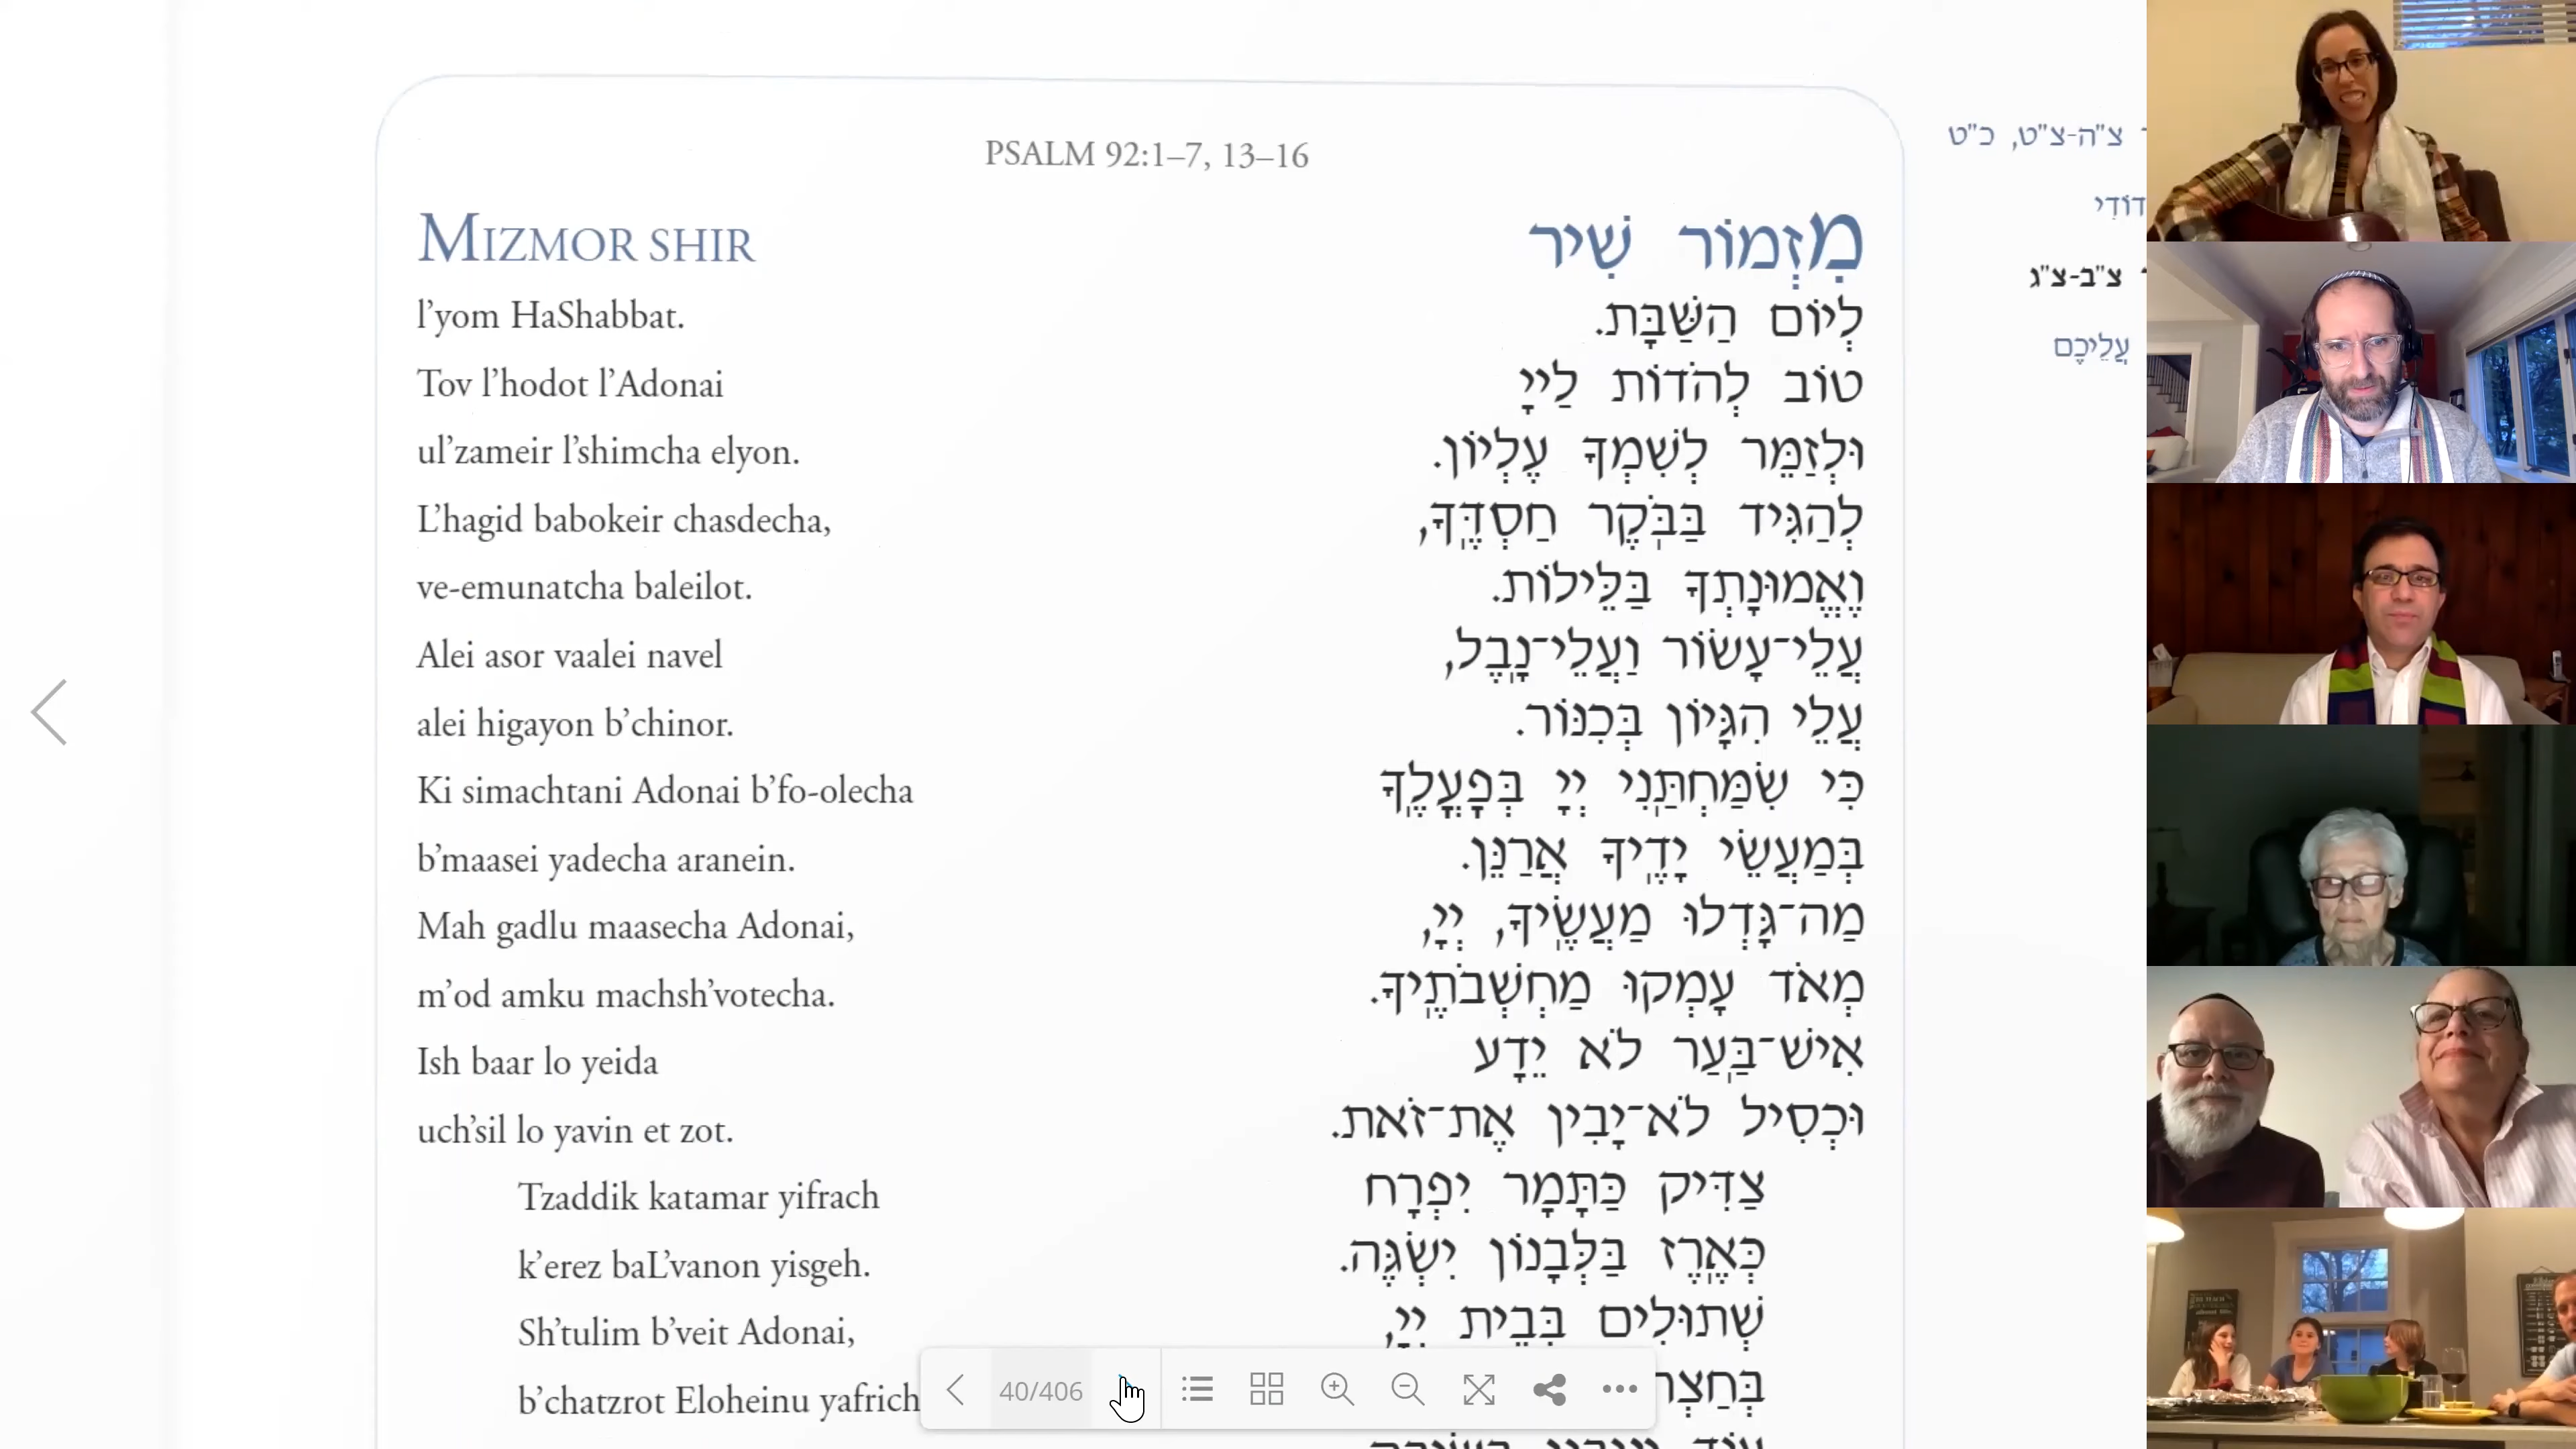 PSALM 92:1–7, 13–16
MIZMOR SHIR
l’yom HaShabbat.
Tov l’hodot l’Adonai
ul’zameir l’shimcha elyon.
L’hagid babokeir chasdecha,
ve-emunatcha baleilot.
Alei asor vaalei navel
alei higayon b’chinor.
Ki simachtani Adonai b’fo-olecha
b’maasei yadecha aranein.
Mah gadlu maasecha Adonai,
m’od amku machsh’votecha.
Ish baar lo yeida
uch’sil lo yavin et zot.
Tzaddik katamar yifrach
k’erez baL’vanon yisgeh.
Sh’tulim b’veit Adonai,
b’chatzrot Eloheinu yafrich
מִזְמוֹר שִׁיר
לְיוֹם הַשַּׁבָּת.
טוֹב לְהֹדוֹת לַייָ
וּלְזַמֵּר לְשִׁמְךָ עֶלְיוֹן.
לְהַגִּיד בַּבֹּֽקֶר חַסְדֶּֽךָ,
וֶאֱמוּנָתְךָ בַּלֵּילוֹת.
עֲלֵי־עָשׂוֹר וַעֲלֵי־נָֽבֶל,
עֲלֵי הִגָּיוֹן בְּכִנּוֹר.
כִּי שִׂמַּחְתַּֽנִי יְיָ בְּפָעֳלֶֽךָ
בְּמַעֲשֵׂי יָדֶֽיךָ אֲרַנֵּן.
מַה־גָּדְלוּ מַעֲשֶֽׂיךָ, יְיָ,
מְאֹד עָמְקוּ מַחְשְׁבֹתֶֽיךָ.
אִישׁ־בַּֽעַר לֹא יֵדָע
וּכְסִיל לֹא־יָבִין אֶת־זֹאת.
צַדִּיק כַּתָּמָר יִפְרָח
כְּאֶֽרֶז בַּלְּבָנוֹן יִשְׂגֶּה.
שְׁתוּלִים בְּבֵית יְיָ,
צ"ה-צ"ט, כ"ט
דוֹדִי
צ"ב-צ"ג
עֲלֵיכֶם
40/406